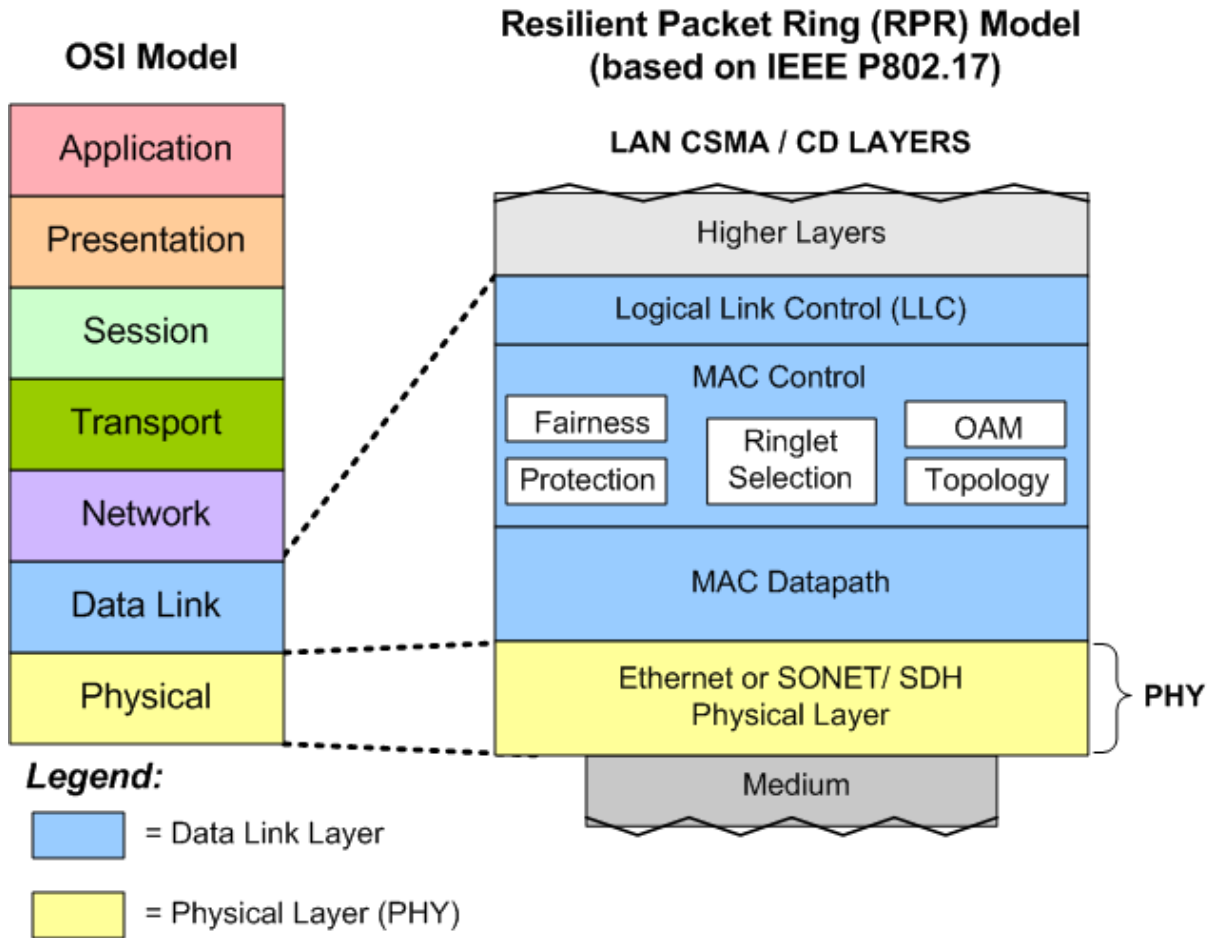 OSI Model
Application
Presentation
Session
Transport
Network
Data Link
Physical
Resilient Packet Ring (RPR) Model
(based on IEEE P802.17)
LAN CSMA / CD LAYERS
Higher Layers
Logical Link Control (LLC)
MAC Control
Fairness
Protection
Ringlet
Selection
OAM
Topology
MAC Datapath
Ethernet or SONET/ SDH
Physical Layer
PHY
Medium
Legend:
= Data Link Layer
= Physical Layer (PHY)